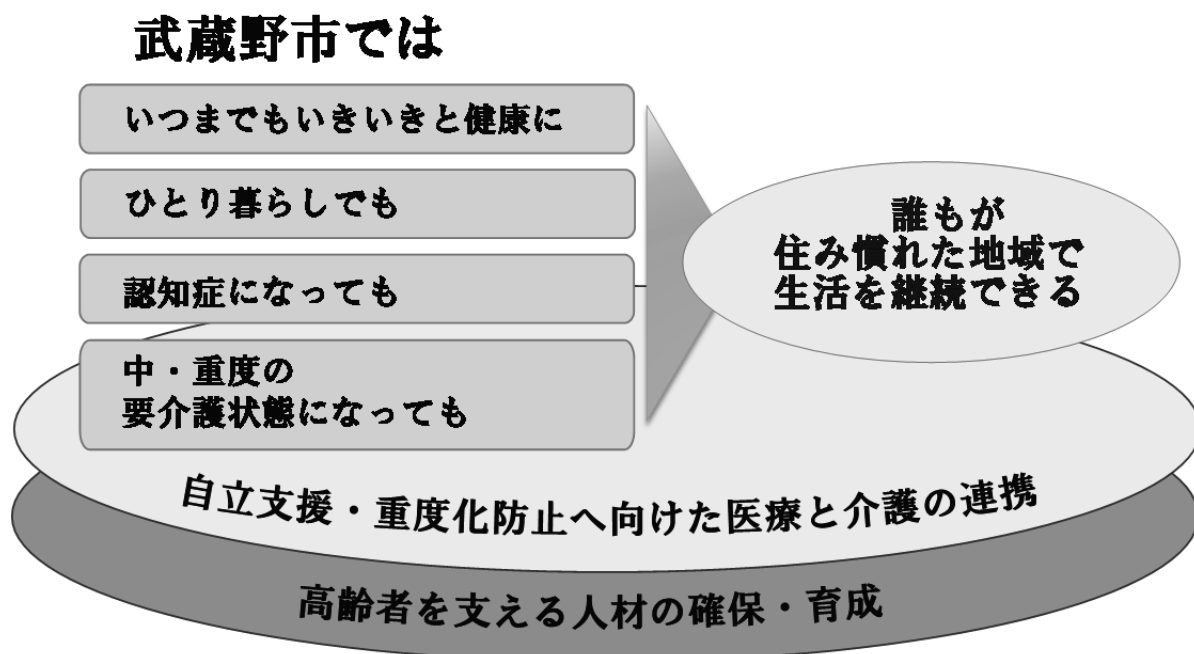 武蔵野市では
いつまでもいきいきと健康に
ひとり暮らしでも
認知症になっても
中・重度の
要介護状態になっても
誰もが
住み慣れた地域で
生活を継続できる
自立支援・重度化防止へ向けた医療と介護の連携
高齢者を支える人材の確保・育成